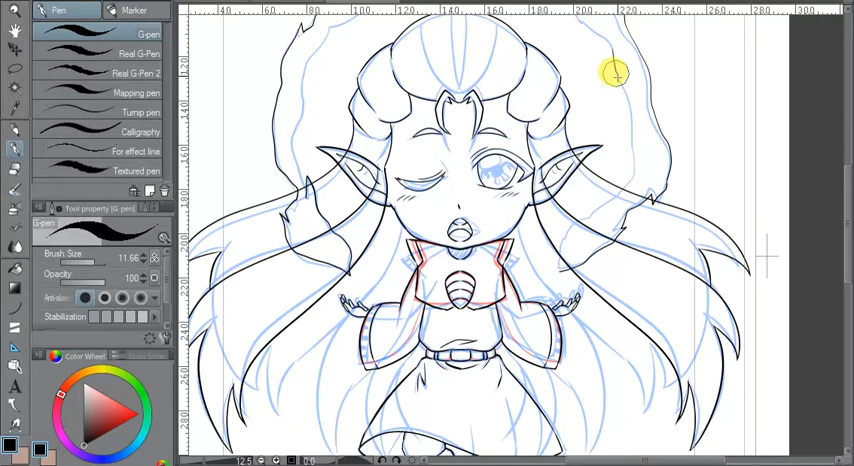 Pen Marker
40 60 80 100 120 140 160 180 200 220 240 260 280 300
G-pen
Real G-Pen
Real G-Pen 2
Mapping pen
Turnip pen
Calligraphy
For effect line
Textured pen
Tool property [G-pen]
G-pen
Brush Size 11.66
Opacity 100
Anti-alias
Stabilization
Color Wheel Color Slider
120
140
160
180
200
220
240
260
280
A
12.5 0.0